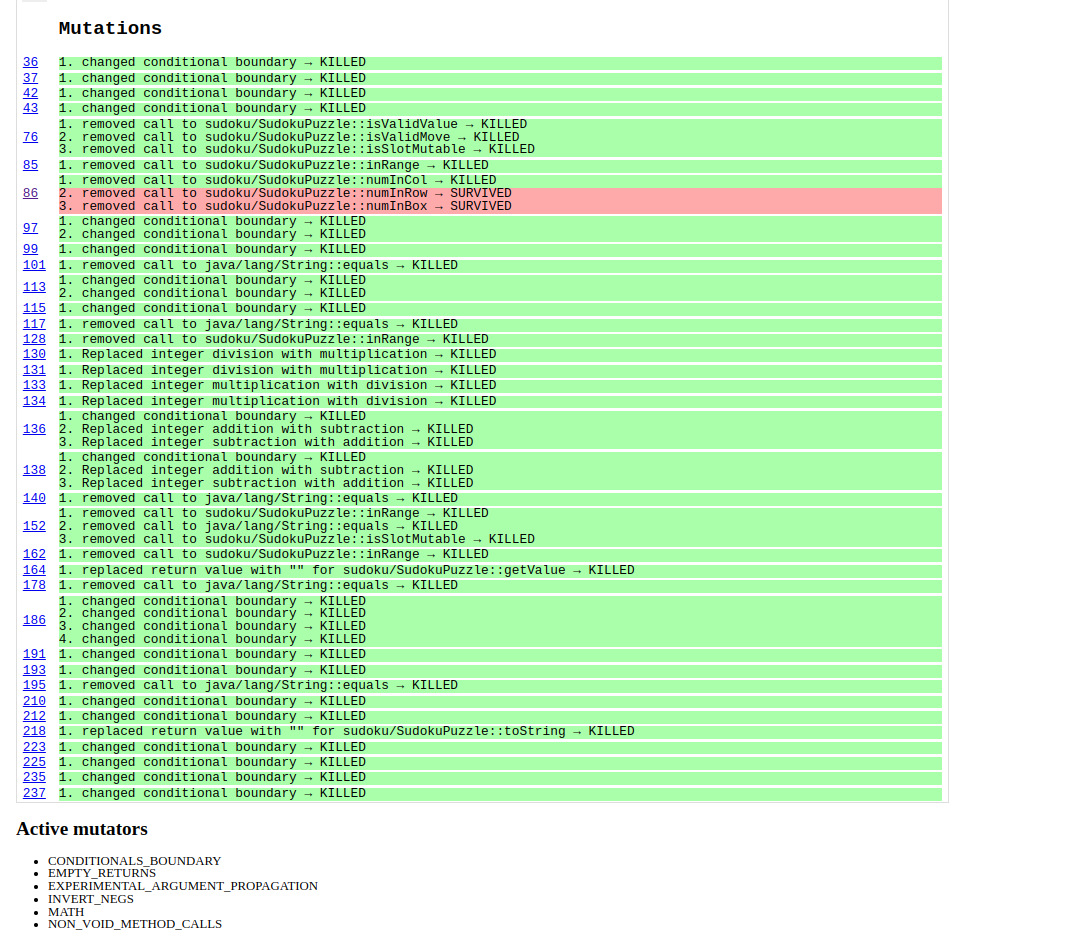 Mutations
36 1. changed conditional boundary → KILLED
37 1. changed conditional boundary → KILLED
42 1. changed conditional boundary → KILLED
43 1. changed conditional boundary → KILLED
76 1. removed call to sudoku/SudokuPuzzle::isValidValue → KILLED
2. removed call to sudoku/SudokuPuzzle::isValidMove → KILLED
3. removed call to sudoku/SudokuPuzzle::isSlotMutable → KILLED
85 1. removed call to sudoku/SudokuPuzzle::inRange → KILLED
86 1. removed call to sudoku/SudokuPuzzle::numInCol → KILLED
2. removed call to sudoku/SudokuPuzzle::numInRow → SURVIVED
3. removed call to sudoku/SudokuPuzzle::numInBox → SURVIVED
97 1. changed conditional boundary → KILLED
2. changed conditional boundary → KILLED
99 1. changed conditional boundary → KILLED
101 1. removed call to java/lang/String::equals → KILLED
113 1. changed conditional boundary → KILLED
2. changed conditional boundary → KILLED
115 1. changed conditional boundary → KILLED
117 1. removed call to java/lang/String::equals → KILLED
128 1. removed call to sudoku/SudokuPuzzle::inRange → KILLED
130 1. Replaced integer division with multiplication → KILLED
131 1. Replaced integer division with multiplication → KILLED
133 1. Replaced integer multiplication with division → KILLED
134 1. Replaced integer multiplication with division → KILLED
136 1. changed conditional boundary → KILLED
2. Replaced integer addition with subtraction → KILLED
3. Replaced integer subtraction with addition → KILLED
138 1. changed conditional boundary → KILLED
2. Replaced integer addition with subtraction → KILLED
3. Replaced integer subtraction with addition → KILLED
140 1. removed call to java/lang/String::equals → KILLED
152 1. removed call to sudoku/SudokuPuzzle::inRange → KILLED
2. removed call to java/lang/String::equals → KILLED
3. removed call to sudoku/SudokuPuzzle::isSlotMutable → KILLED
162 1. removed call to sudoku/SudokuPuzzle::inRange → KILLED
164 1. replaced return value with "" for sudoku/SudokuPuzzle::getValue → KILLED
178 1. removed call to java/lang/String::equals → KILLED
186 1. changed conditional boundary → KILLED
2. changed conditional boundary → KILLED
3. changed conditional boundary → KILLED
4. changed conditional boundary → KILLED
191 1. changed conditional boundary → KILLED
193 1. changed conditional boundary → KILLED
195 1. removed call to java/lang/String::equals → KILLED
210 1. changed conditional boundary → KILLED
212 1. changed conditional boundary → KILLED
218 1. replaced return value with "" for sudoku/SudokuPuzzle::toString → KILLED
223 1. changed conditional boundary → KILLED
225 1. changed conditional boundary → KILLED
235 1. changed conditional boundary → KILLED
237 1. changed conditional boundary → KILLED
Active mutators
• CONDITIONALS_BOUNDARY
• EMPTY_RETURNS
• EXPERIMENTAL_ARGUMENT_PROPAGATION
• INVERT_NEGS
• MATH
• NON_VOID_METHOD_CALLS